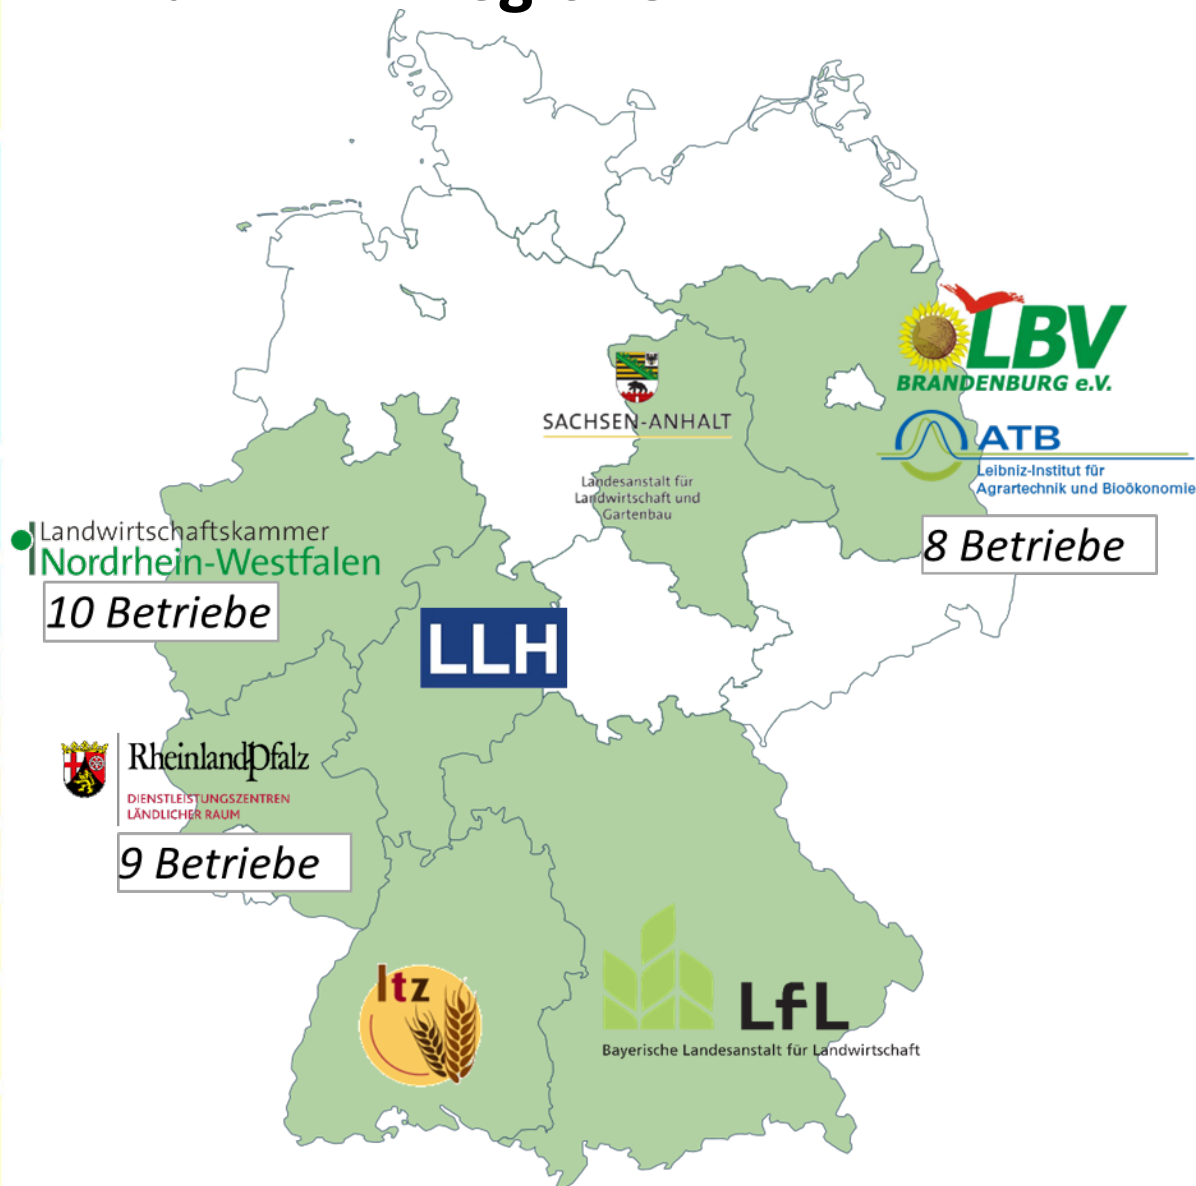 LBV
BRANDENBURG e.V.
SACHSEN-ANHALT
ATB
Leibniz-Institut für
Agrartechnik und Bioökonomie
Landesanstalt für
Landwirtschaft und
Gartenbau
8 Betriebe
Landwirtschaftskammer
Nordrhein-Westfalen
10 Betriebe
LLH
RheinlandPfalz
DIENSTLEISTUNGSZENTREN
LÄNDLICHER RAUM
9 Betriebe
ltz
LfL
Bayerische Landesanstalt für Landwirtschaft